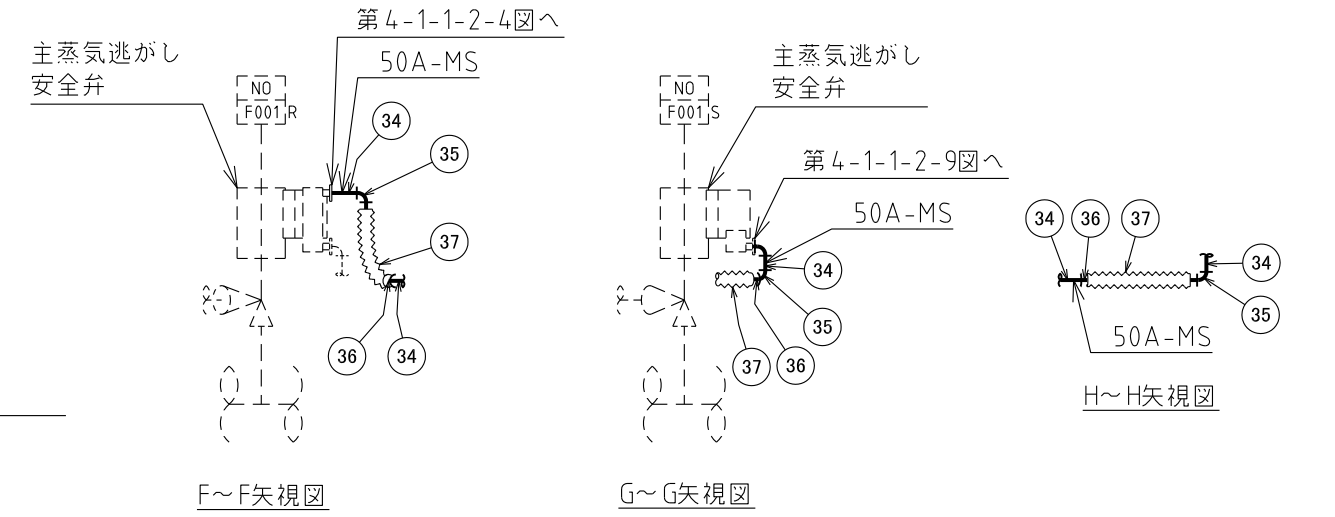 第4-1-1-2-4図へ
50A-MS
主蒸気逃がし
安全弁
NO
F001R
34
35
37
36
34
F～F矢視図
主蒸気逃がし
安全弁
NO
F001S
第4-1-1-2-9図へ
50A-MS
34
35
37
36
G～G矢視図
34
36
37
34
35
50A-MS
H～H矢視図